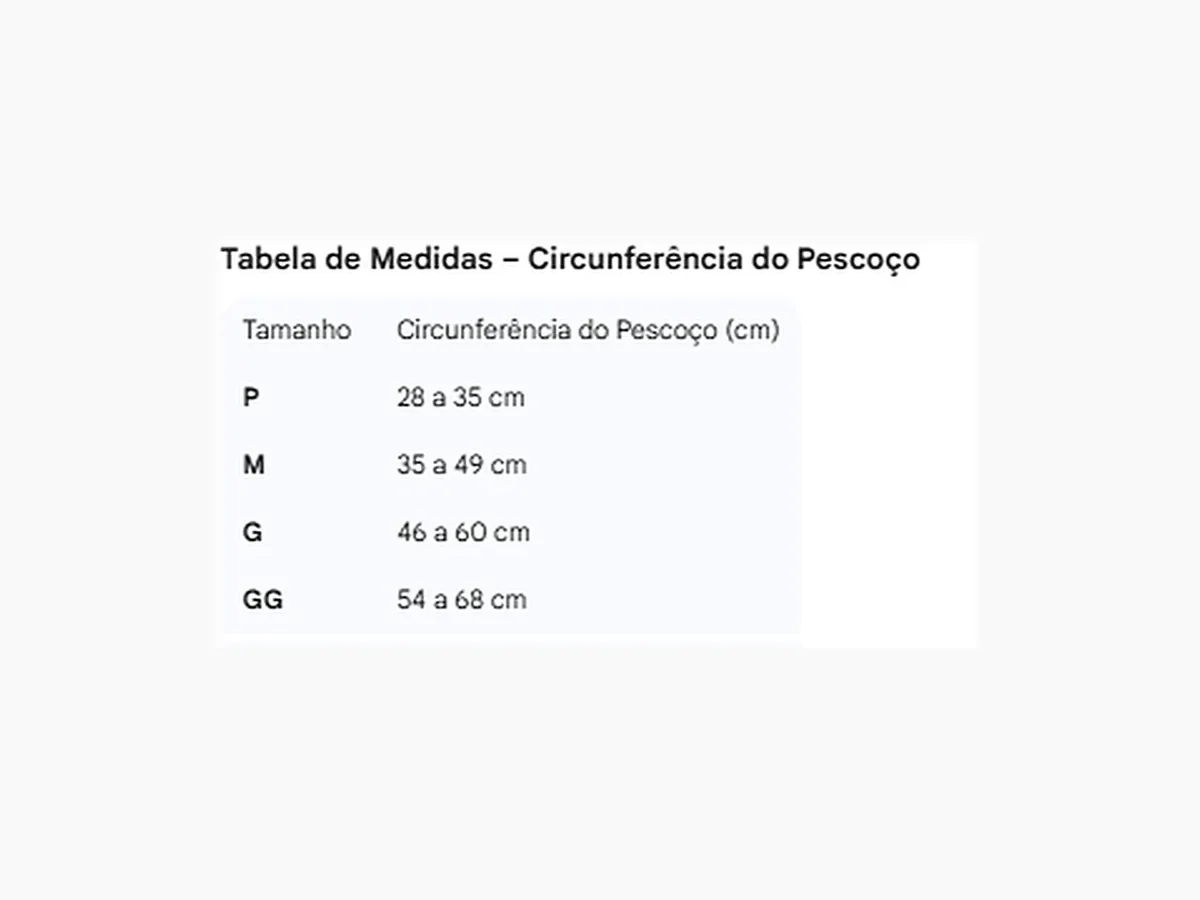 Tabela de Medidas – Circunferência do Pescoço
Tamanho Circunferência do Pescoço (cm)
P 28 a 35 cm
M 35 a 49 cm
G 46 a 60 cm
GG 54 a 68 cm